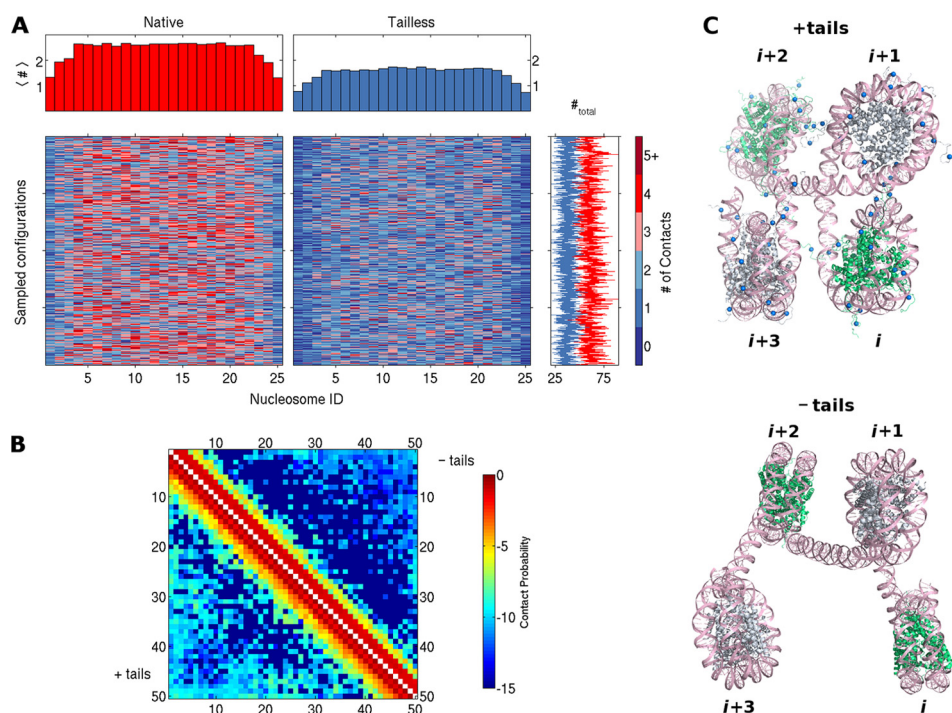 A
Native
Tailless
⟨ # ⟩
2
1
2
1
#total
Sampled configurations
5 10 15 20 25
5 10 15 20 25
25 75
Nucleosome ID
5+
4
3
2
1
0
# of Contacts
B
10 20 30 40 50
− tails
10
20
30
40
50
10
20
30
40
50
+ tails
10 20 30 40 50
0
-5
-10
-15
Contact Probability
C
+tails
i+2 i+1
i+3 i
− tails
i+2 i+1
i+3 i